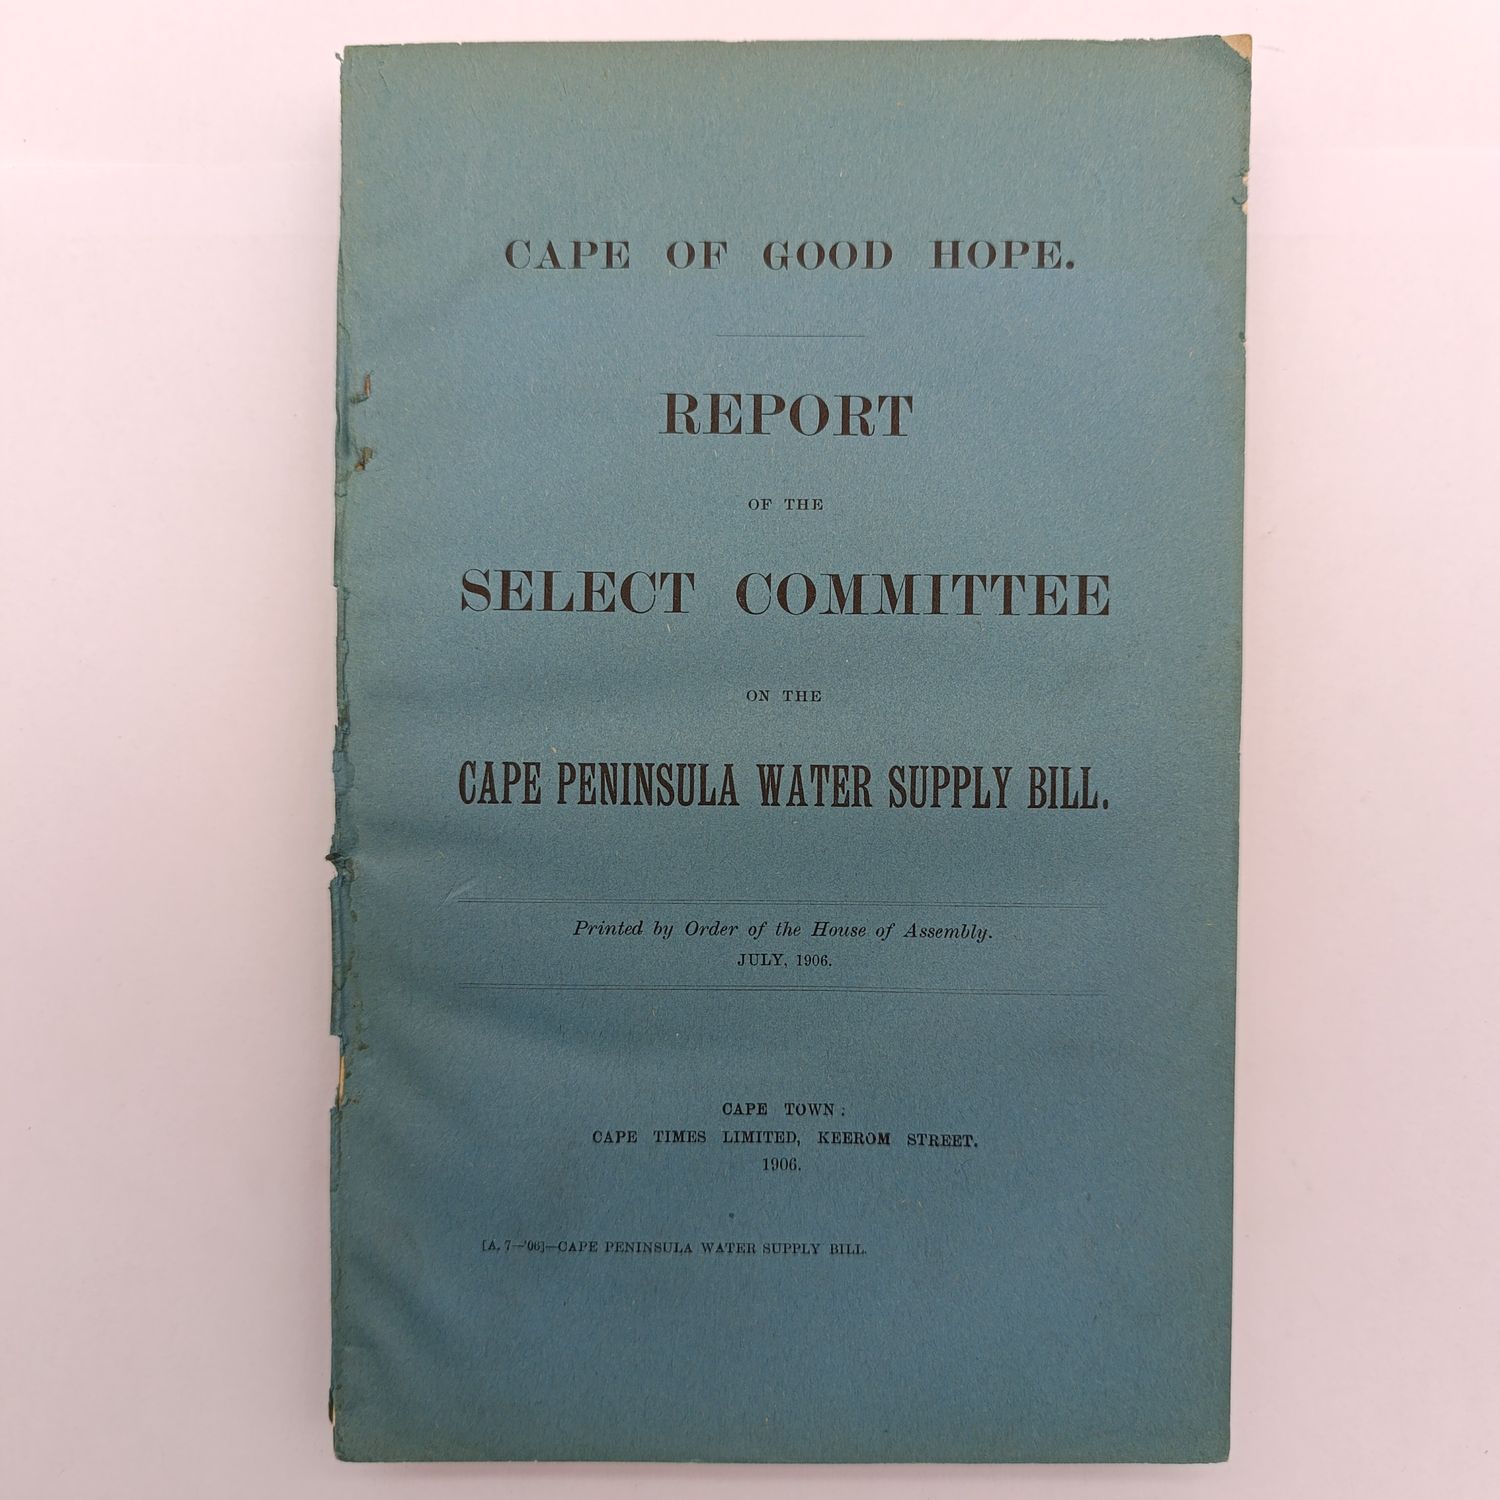 CAPE OF GOOD HOPE.
REPORT
OF THE
SELECT COMMITTEE
ON THE
CAPE PENINSULA WATER SUPPLY BILL.
Printed by Order of the House of Assembly.
JULY, 1906.
CAPE TOWN:
CAPE TIMES LIMITED, KEEROM STREET.
1906.
[A. 7—'06]—CAPE PENINSULA WATER SUPPLY BILL.